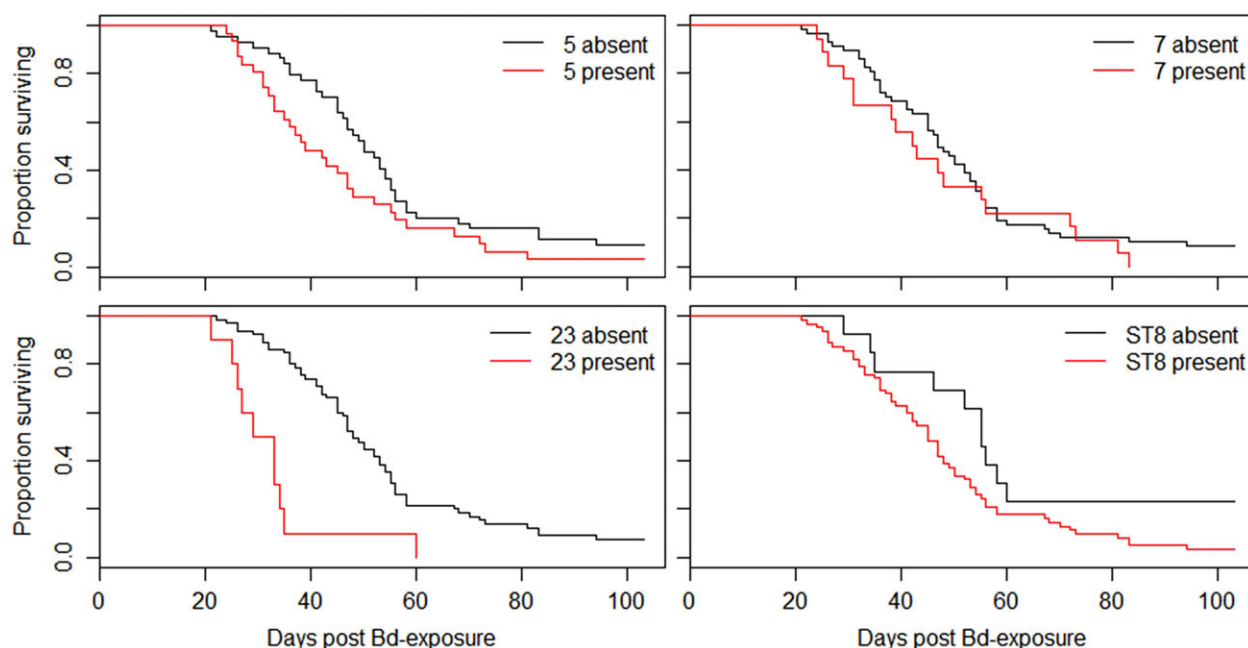 Proportion surviving
0.0 0.4 0.8
5 absent
5 present
7 absent
7 present
Proportion surviving
0.0 0.4 0.8
23 absent
23 present
ST8 absent
ST8 present
0 20 40 60 80 100
0 20 40 60 80 100
Days post Bd-exposure
Days post Bd-exposure